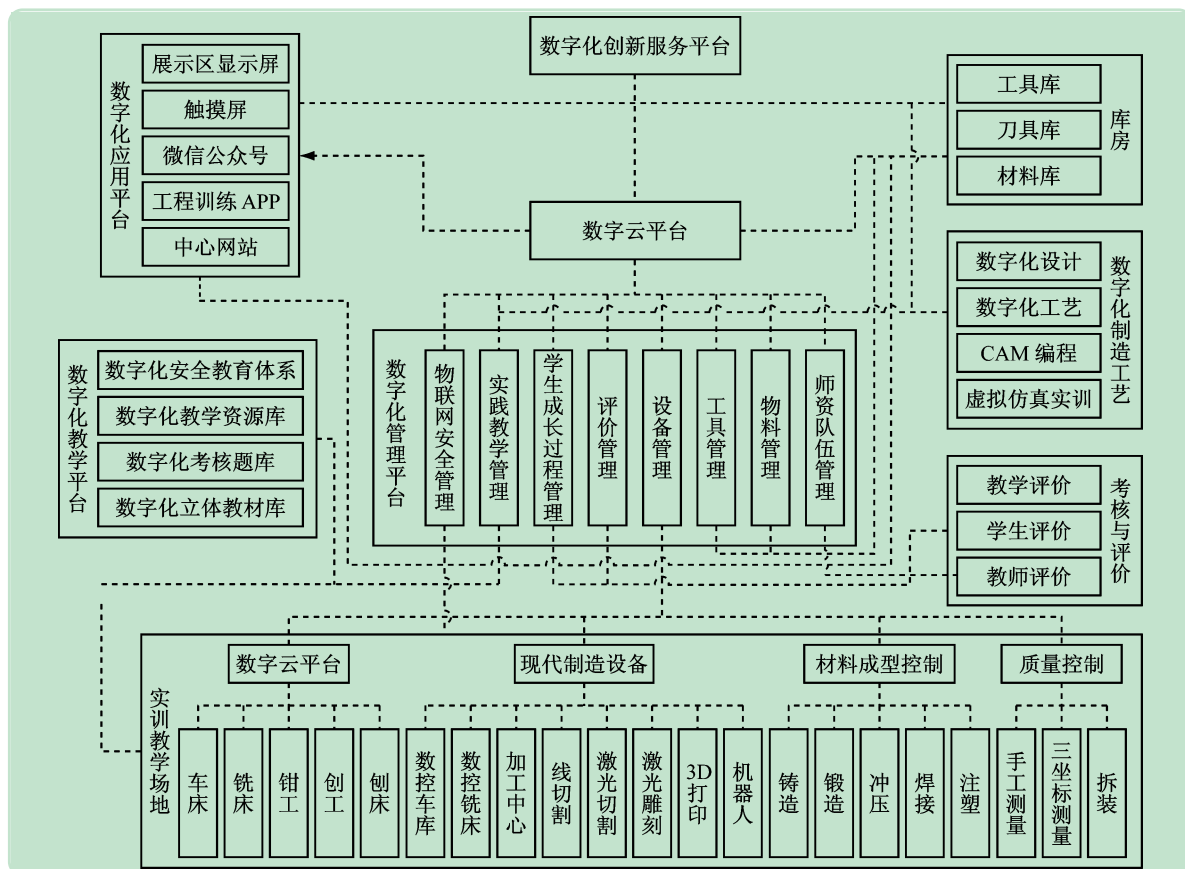 数字化创新服务平台
数字化应用平台
展示区显示屏
触摸屏
微信公众号
工程训练 APP
中心网站
工具库
刀具库
材料库
库房
数字云平台
数字化设计
数字化工艺
CAM 编程
虚拟仿真实训
数字化制造工艺
数字化教学平台
数字化安全教育体系
数字化教学资源库
数字化考核题库
数字化立体教材库
数字化管理平台
物联网安全管理
实践教学管理
学生成长过程管理
评价管理
设备管理
工具管理
物料管理
师资队伍管理
教学评价
学生评价
教师评价
考核与评价
实训教学场地
数字云平台
现代制造设备
材料成型控制
质量控制
车床
铣床
钳工
创工
刨床
数控车库
数控铣床
加工中心
线切割
激光切割
激光雕刻
3D打印
机器人
铸造
锻造
冲压
焊接
注塑
手工测量
三坐标测量
拆装